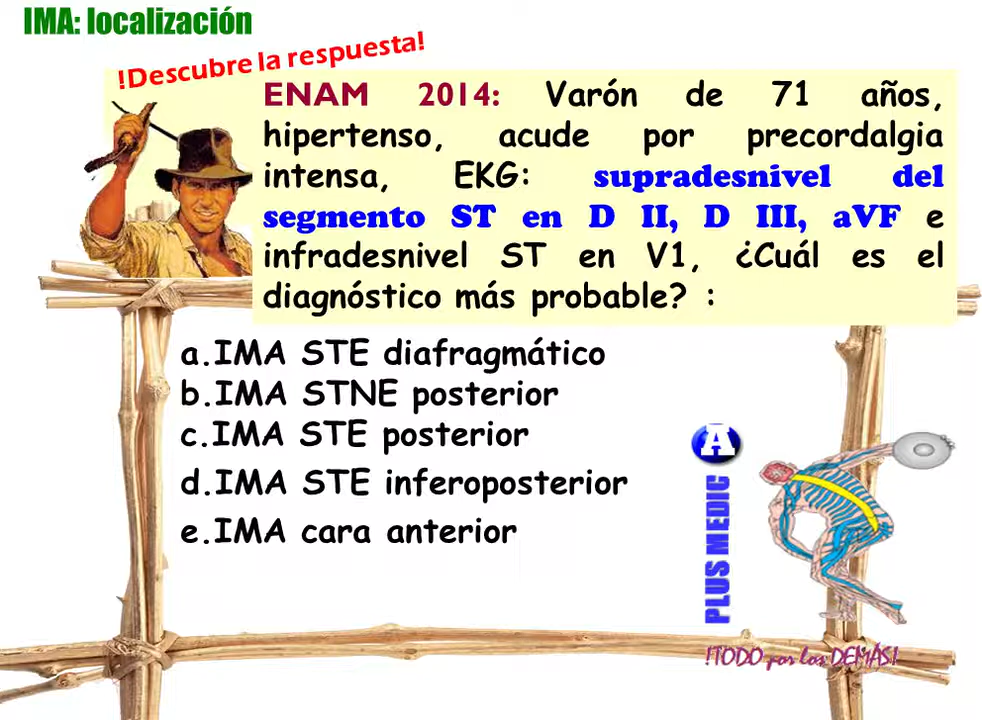 IMA: localización
!Descubre la respuesta!
ENAM 2014: Varón de 71 años,
hipertenso, acude por precordalgia
intensa, EKG: supradesnivel del
segmento ST en D II, D III, aVF e
infradesnivel ST en V1, ¿Cuál es el
diagnóstico más probable? :
a.IMA STE diafragmático
b.IMA STNE posterior
c.IMA STE posterior
d.IMA STE inferoposterior
e.IMA cara anterior
A
PLUS MEDIC
!TODO por los DEMÁS!